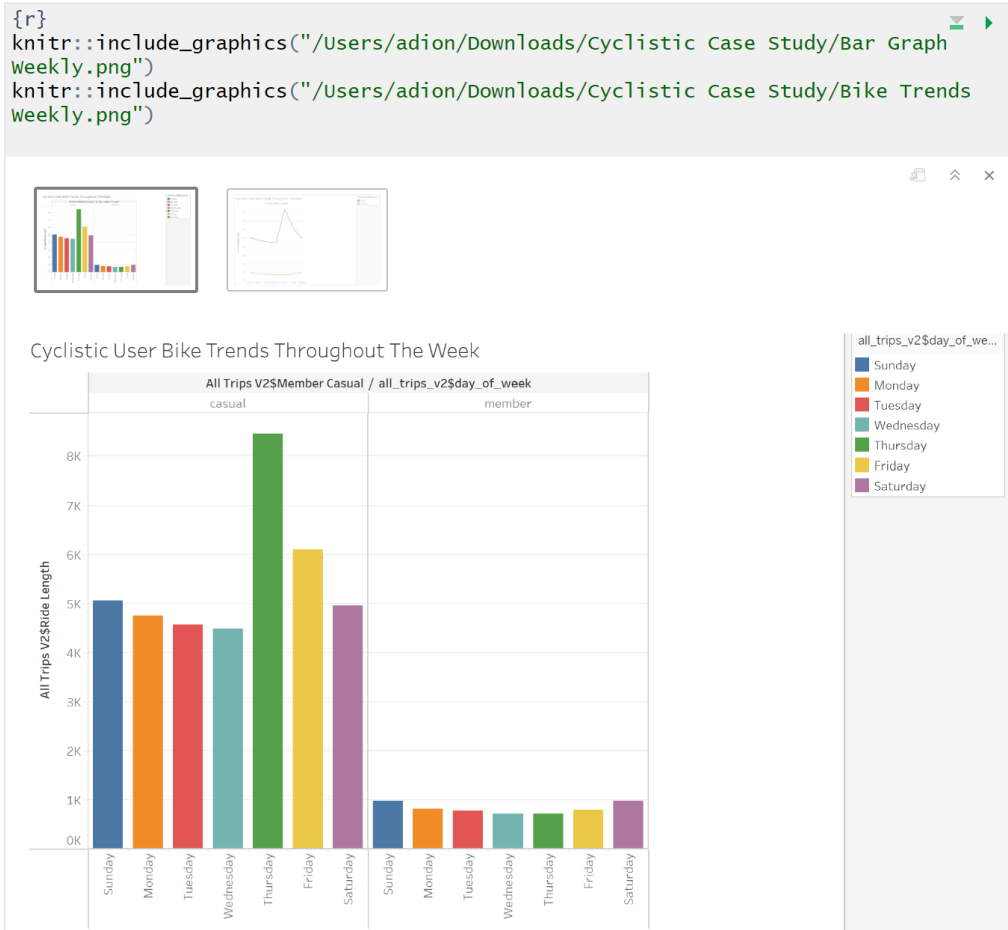 {r}
knitr::include_graphics("/Users/adion/Downloads/Cyclistic Case Study/Bar Graph
Weekly.png")
knitr::include_graphics("/Users/adion/Downloads/Cyclistic Case Study/Bike Trends
Weekly.png")
Cyclistic User Bike Trends Throughout The Week
All Trips V2$Member Casual / all_trips_v2$day_of_week
casual
member
All Trips V2$Ride Length
8K
7K
6K
5K
4K
3K
2K
1K
0K
Sunday
Monday
Tuesday
Wednesday
Thursday
Friday
Saturday
Sunday
Monday
Tuesday
Wednesday
Thursday
Friday
Saturday
all_trips_v2$day_of_we...
Sunday
Monday
Tuesday
Wednesday
Thursday
Friday
Saturday